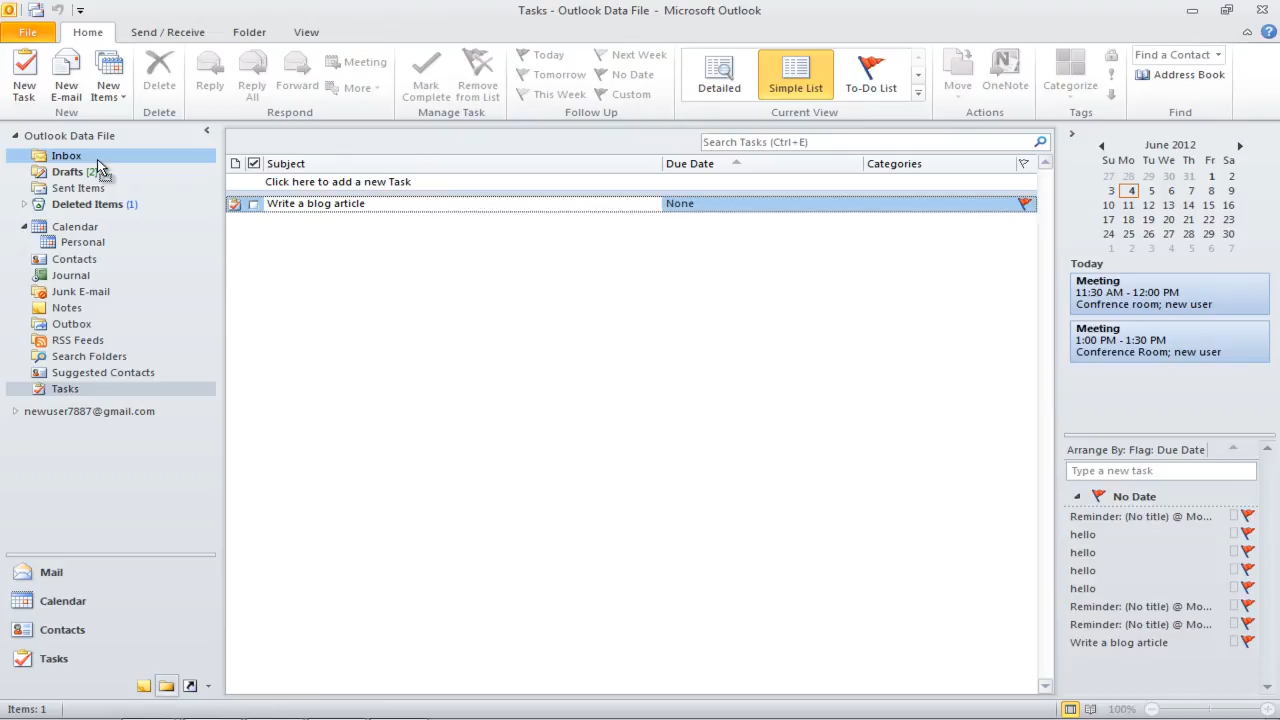 Tasks - Outlook Data File - Microsoft Outlook
File Home Send / Receive Folder View
New Task
New E-mail
New Items
New
Delete
Delete
Reply
Reply All
Forward
Meeting
More
Respond
Mark Complete
Remove from List
Manage Task
Today
Tomorrow
This Week
Next Week
No Date
Custom
Follow Up
Detailed
Simple List
To-Do List
Current View
Move
OneNote
Actions
Categorize
Tags
Find a Contact
Address Book
Find
Outlook Data File
Inbox
Drafts [2]
Sent Items
Deleted Items (1)
Calendar
Personal
Contacts
Journal
Junk E-mail
Notes
Outbox
RSS Feeds
Search Folders
Suggested Contacts
Tasks
newuser7887@gmail.com
Mail
Calendar
Contacts
Tasks
Search Tasks (Ctrl+E)
Subject Due Date Categories
Click here to add a new Task
Write a blog article None
June 2012
Su Mo Tu We Th Fr Sa
27 28 29 30 31 1 2
3 4 5 6 7 8 9
10 11 12 13 14 15 16
17 18 19 20 21 22 23
24 25 26 27 28 29 30
1 2 3 4 5 6 7
Today
Meeting
11:30 AM - 12:00 PM
Confrence room; new user
Meeting
1:00 PM - 1:30 PM
Conference Room; new user
Arrange By: Flag: Due Date
Type a new task
No Date
Reminder: (No title) @ Mo...
hello
hello
hello
hello
Reminder: (No title) @ Mo...
Reminder: (No title) @ Mo...
Write a blog article
Items: 1
100%